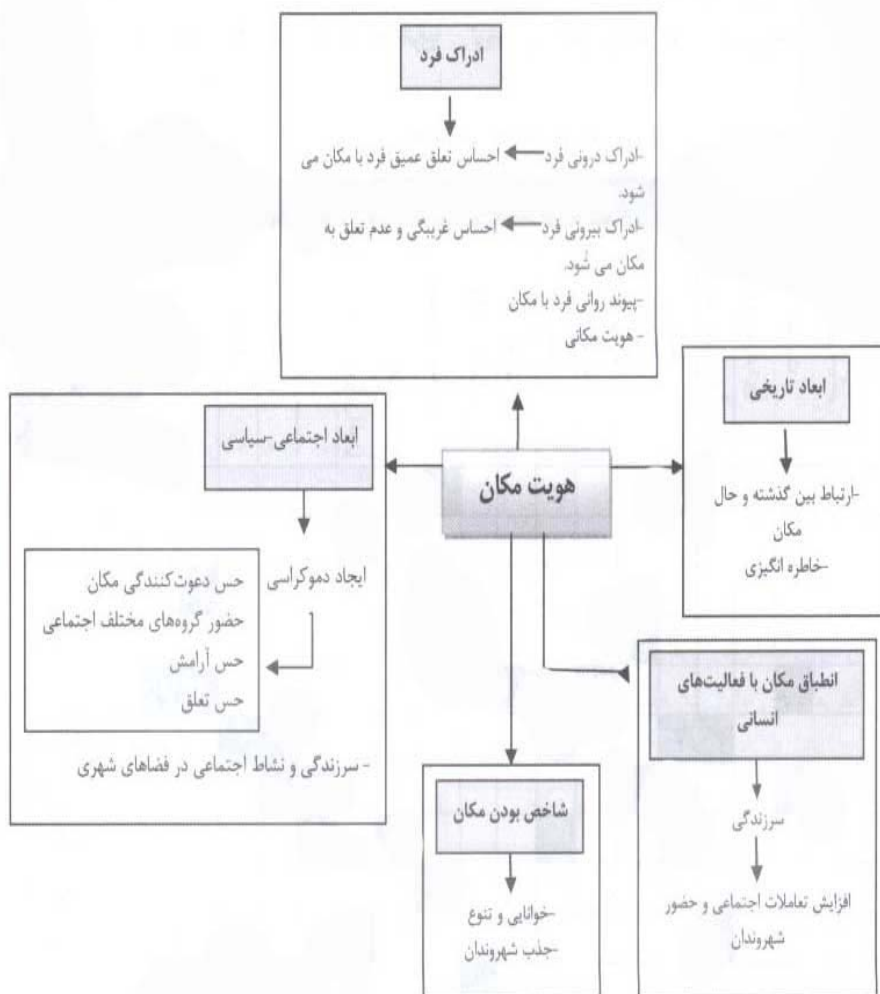 ادراک فرد
-ادراک درونی فرد احساس تعلق عمیق فرد با مکان می
شود.
-ادراک بیرونی فرد احساس غریبگی و عدم تعلق به
مکان می شود.
-پیوند روانی فرد با مکان
- هویت مکانی
ابعاد تاریخی
-ارتباط بین گذشته و حال
مکان
-خاطره انگیزی
هویت مکان
ابعاد اجتماعی-سیاسی
ایجاد دموکراسی
حس دعوت‌کنندگی مکان
حضور گروه‌های مختلف اجتماعی
حس آرامش
حس تعلق
- سرزندگی و نشاط اجتماعی در فضاهای شهری
انطباق مکان با فعالیت‌های
انسانی
سرزندگی
افزایش تعاملات اجتماعی و حضور
شهروندان
شاخص بودن مکان
-خوانایی و تنوع
-جذب شهروندان